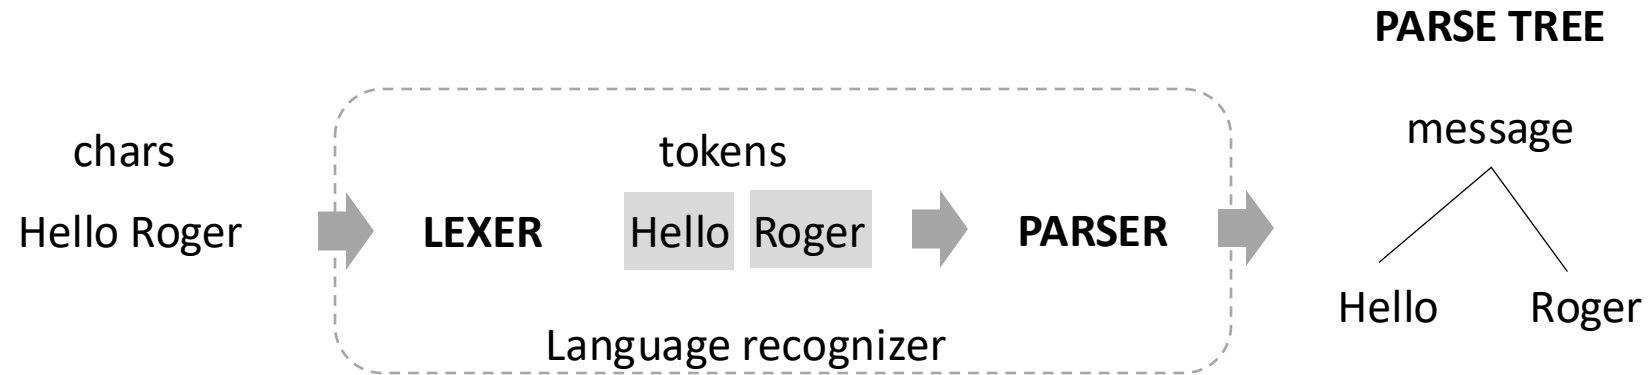 PARSE TREE
chars
tokens
message
Hello Roger
LEXER
Hello Roger
PARSER
Hello
Roger
Language recognizer